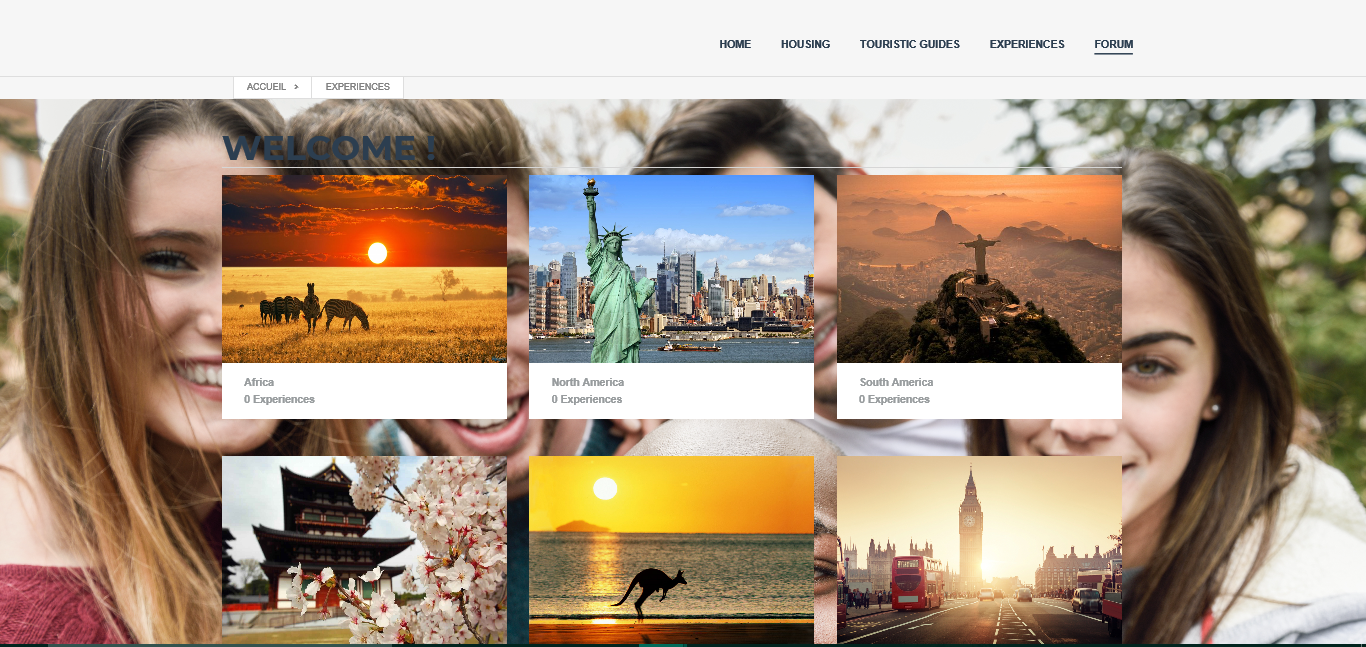 HOME HOUSING TOURISTIC GUIDES EXPERIENCES FORUM
ACCUEIL > EXPERIENCES
WELCOME !
Africa
0 Experiences
North America
0 Experiences
South America
0 Experiences